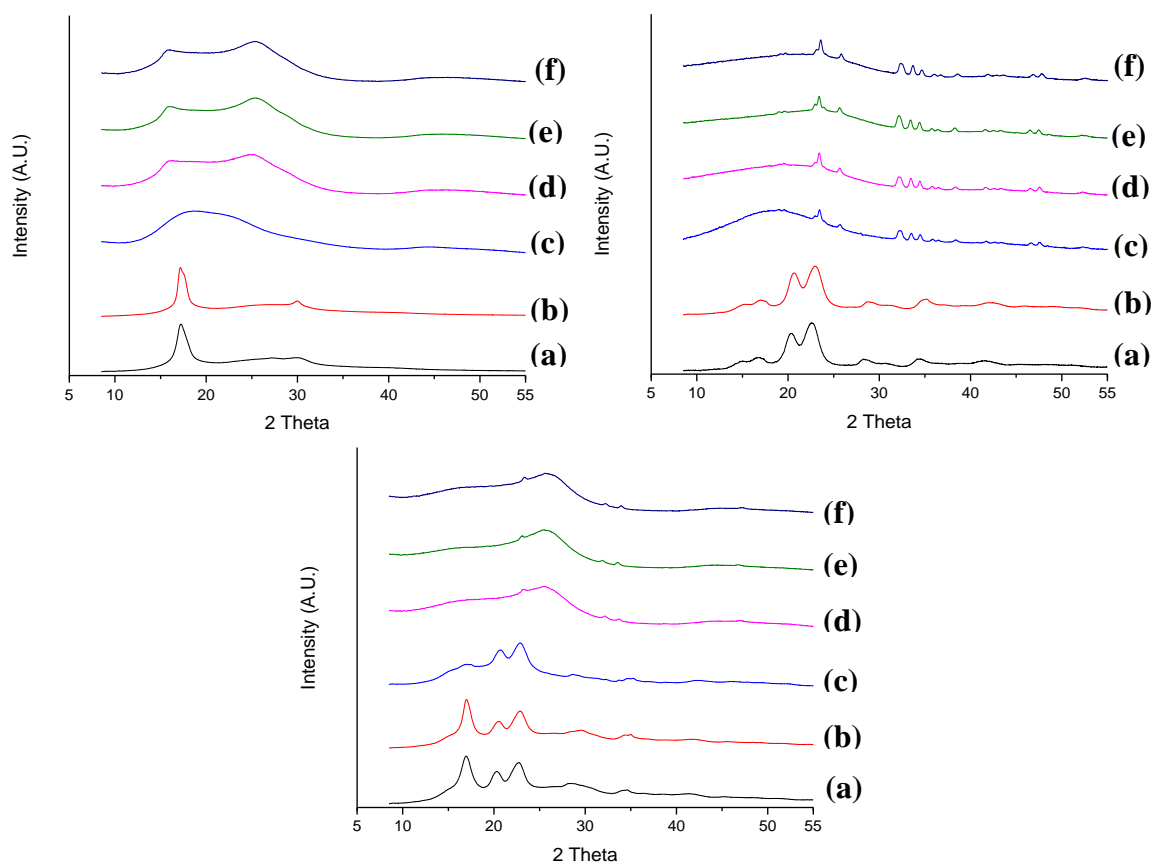 Intensity (A.U.)
(f)
(e)
(d)
(c)
(b)
(a)
5 10 20 30 40 50 55
2 Theta
Intensity (A.U.)
(f)
(e)
(d)
(c)
(b)
(a)
5 10 20 30 40 50 55
2 Theta
Intensity (A.U.)
(f)
(e)
(d)
(c)
(b)
(a)
5 10 20 30 40 50 55
2 Theta